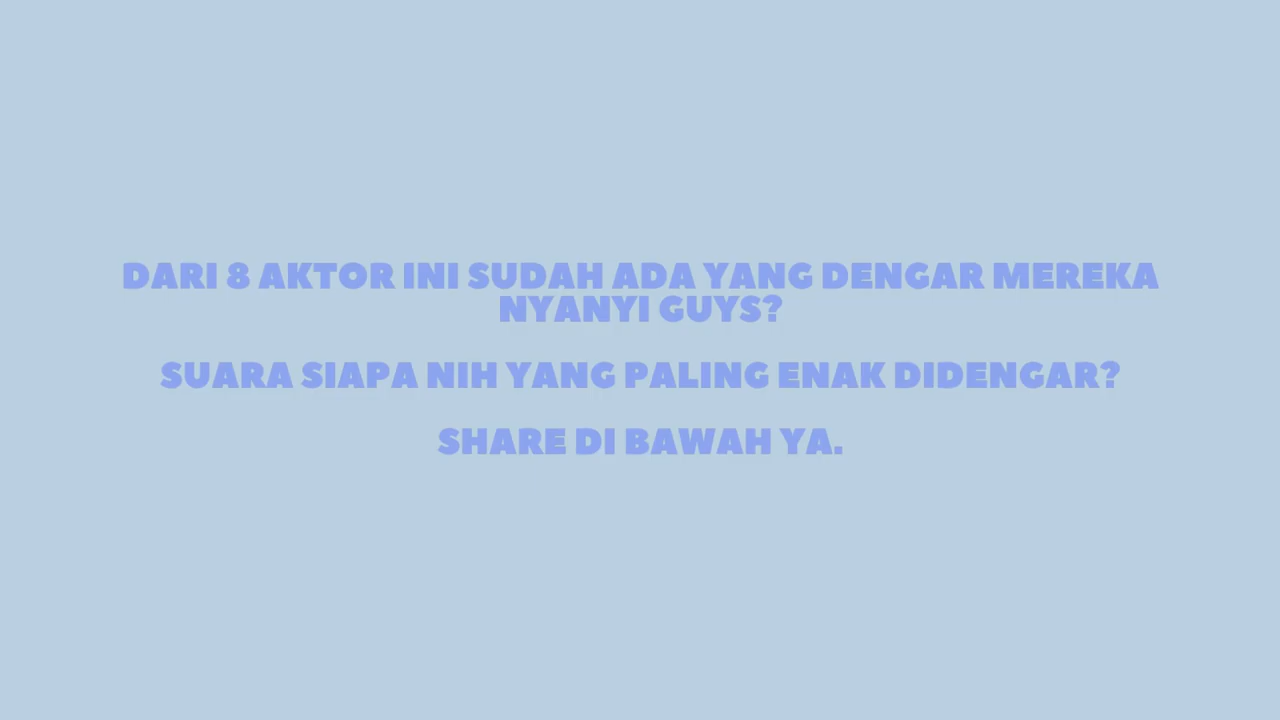 DARI 8 AKTOR INI SUDAH ADA YANG DENGAR MEREKA
NYANYI GUYS?
SUARA SIAPA NIH YANG PALING ENAK DIDENGAR?
SHARE DI BAWAH YA.